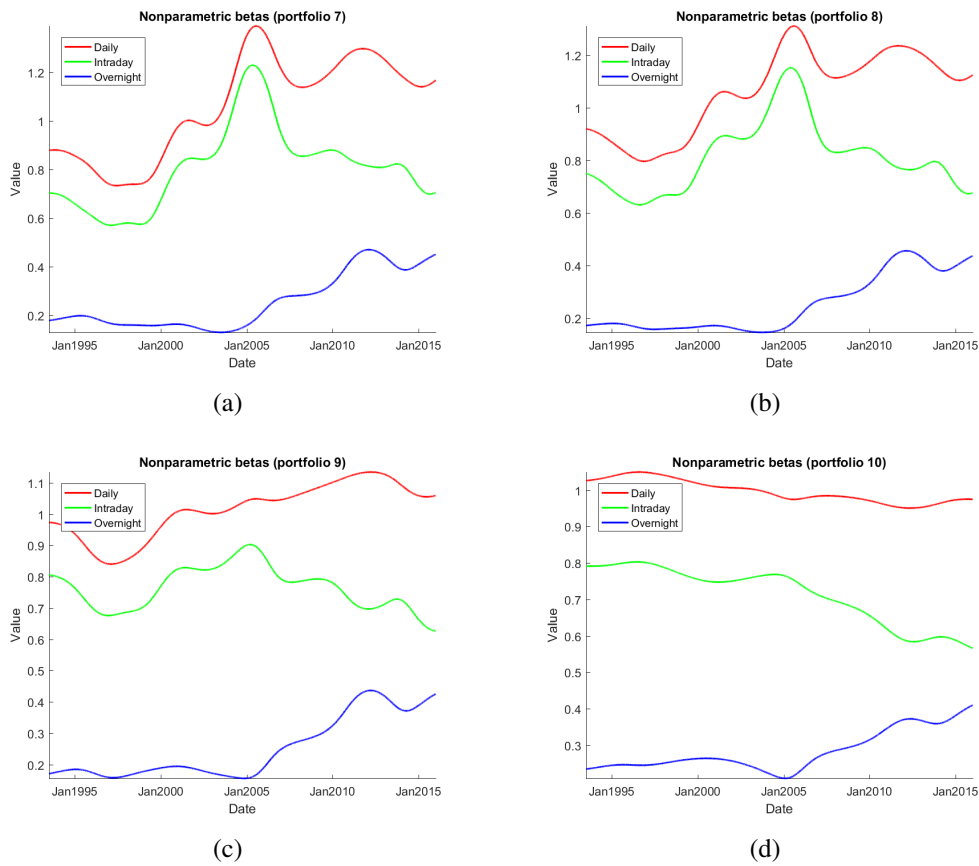 Nonparametric betas (portfolio 7)
Daily
Intraday
Overnight
1.2
1
0.8
0.6
0.4
0.2
Value
Jan1995 Jan2000 Jan2005 Jan2010 Jan2015
Date
(a)
Nonparametric betas (portfolio 8)
Daily
Intraday
Overnight
1.2
1
0.8
0.6
0.4
0.2
Value
Jan1995 Jan2000 Jan2005 Jan2010 Jan2015
Date
(b)
Nonparametric betas (portfolio 9)
Daily
Intraday
Overnight
1.1
1
0.9
0.8
0.7
0.6
0.5
0.4
0.3
0.2
Value
Jan1995 Jan2000 Jan2005 Jan2010 Jan2015
Date
(c)
Nonparametric betas (portfolio 10)
Daily
Intraday
Overnight
1
0.9
0.8
0.7
0.6
0.5
0.4
0.3
Value
Jan1995 Jan2000 Jan2005 Jan2010 Jan2015
Date
(d)